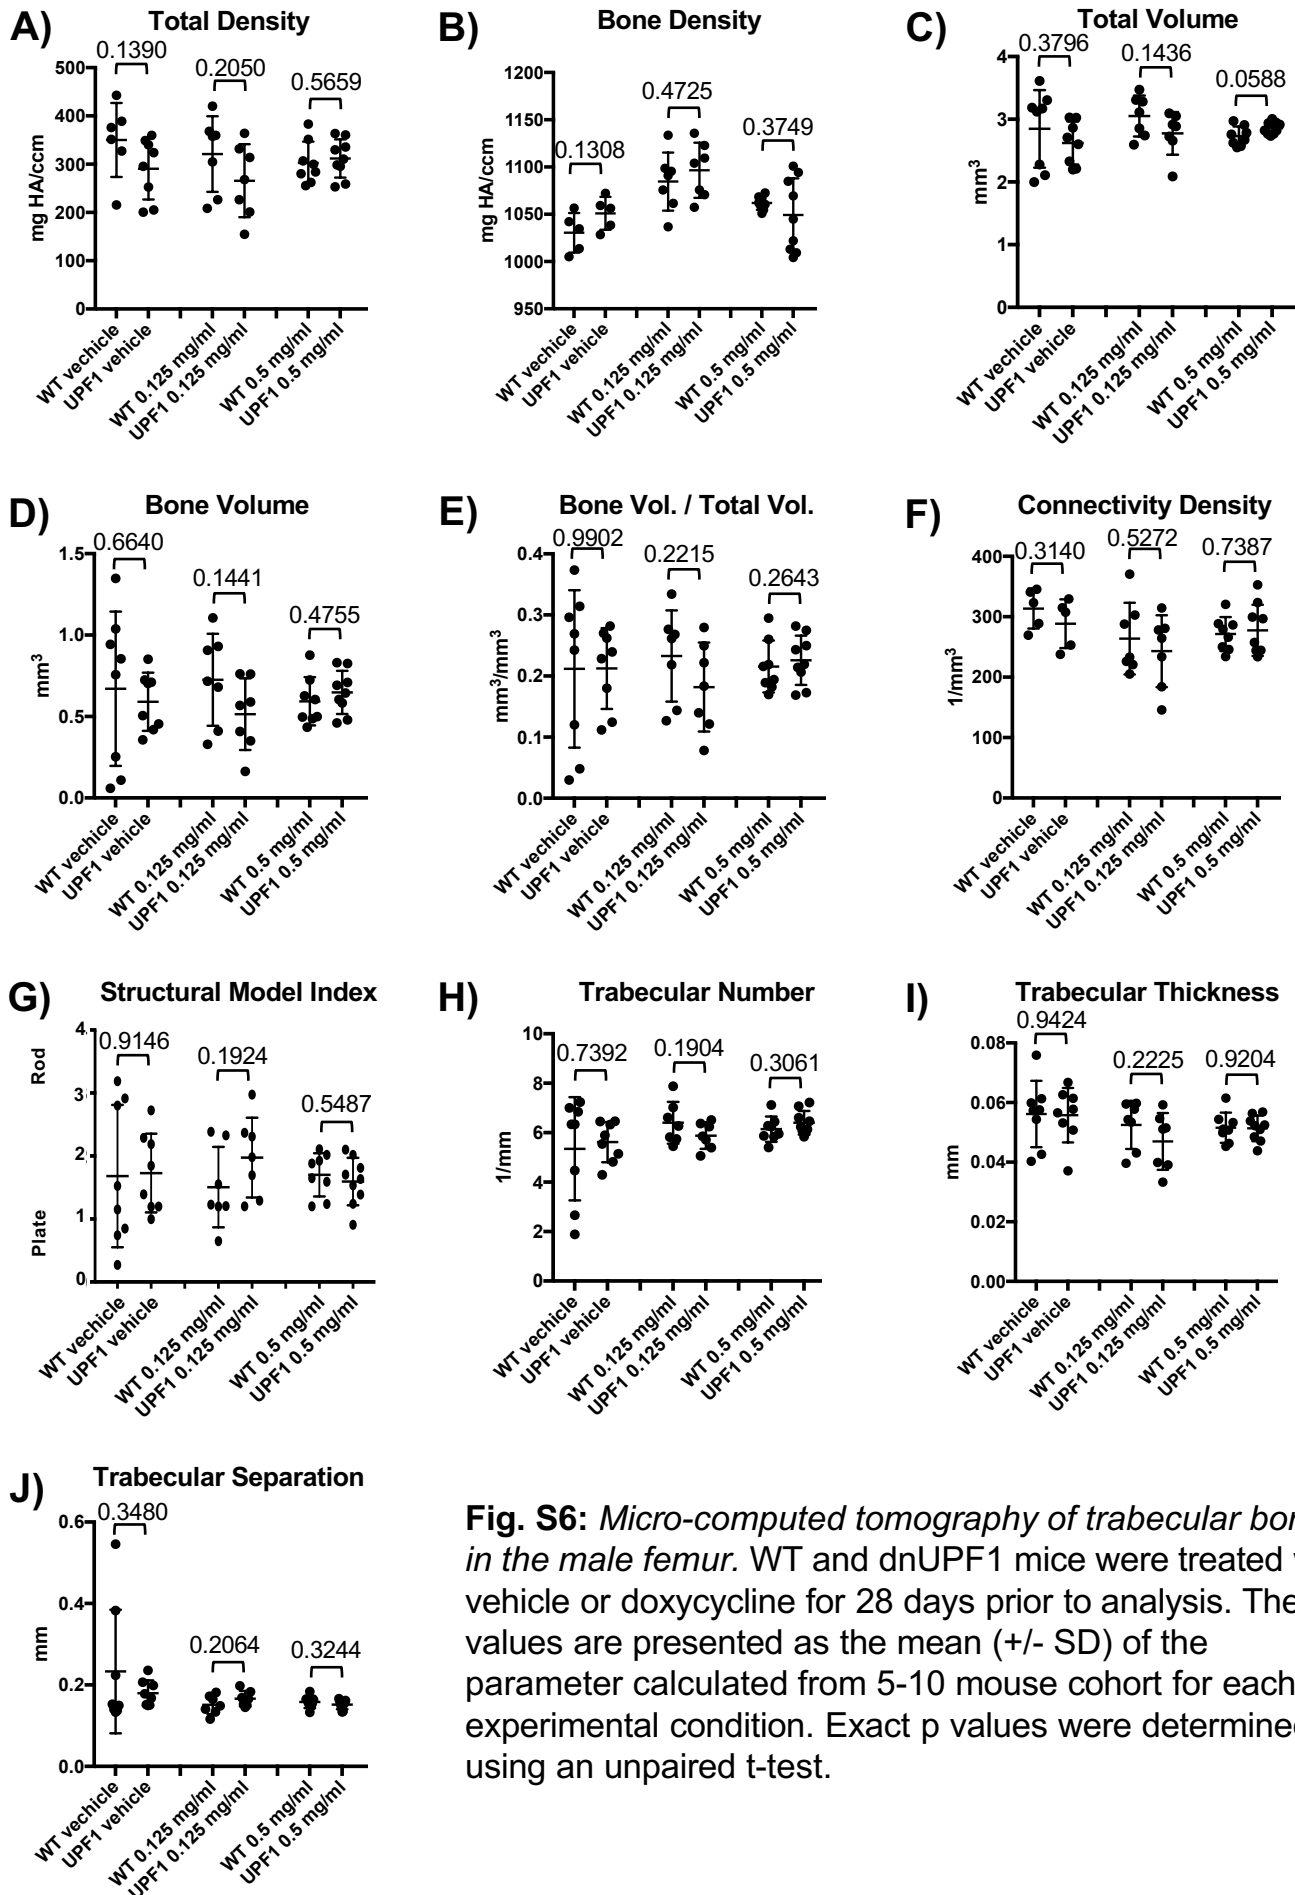 A) Total Density
0.1390 0.2050 0.5659
mg HA/ccm
500
400
300
200
100
0
WT vechicle
UPF1 vehicle
WT 0.125 mg/ml
UPF1 0.125 mg/ml
WT 0.5 mg/ml
UPF1 0.5 mg/ml
B) Bone Density
0.1308 0.4725 0.3749
mg HA/ccm
1200
1150
1100
1050
1000
950
WT vechicle
UPF1 vehicle
WT 0.125 mg/ml
UPF1 0.125 mg/ml
WT 0.5 mg/ml
UPF1 0.5 mg/ml
C) Total Volume
0.3796 0.1436 0.0588
mm³
4
3
2
1
0
WT vechicle
UPF1 vehicle
WT 0.125 mg/ml
UPF1 0.125 mg/ml
WT 0.5 mg/ml
UPF1 0.5 mg/ml
D) Bone Volume
0.6640 0.1441 0.4755
mm³
1.5
1.0
0.5
0.0
WT vechicle
UPF1 vehicle
WT 0.125 mg/ml
UPF1 0.125 mg/ml
WT 0.5 mg/ml
UPF1 0.5 mg/ml
E) Bone Vol. / Total Vol.
0.9902 0.2215 0.2643
mm³/mm³
0.4
0.3
0.2
0.1
0.0
WT vechicle
UPF1 vehicle
WT 0.125 mg/ml
UPF1 0.125 mg/ml
WT 0.5 mg/ml
UPF1 0.5 mg/ml
F) Connectivity Density
0.3140 0.5272 0.7387
1/mm³
400
300
200
100
0
WT vechicle
UPF1 vehicle
WT 0.125 mg/ml
UPF1 0.125 mg/ml
WT 0.5 mg/ml
UPF1 0.5 mg/ml
G) Structural Model Index
0.9146 0.1924 0.5487
Rod
Plate
4
3
2
1
0
WT vechicle
UPF1 vehicle
WT 0.125 mg/ml
UPF1 0.125 mg/ml
WT 0.5 mg/ml
UPF1 0.5 mg/ml
H) Trabecular Number
0.7392 0.1904 0.3061
1/mm
10
8
6
4
2
0
WT vechicle
UPF1 vehicle
WT 0.125 mg/ml
UPF1 0.125 mg/ml
WT 0.5 mg/ml
UPF1 0.5 mg/ml
I) Trabecular Thickness
0.9424 0.2225 0.9204
mm
0.08
0.06
0.04
0.02
0.00
WT vechicle
UPF1 vehicle
WT 0.125 mg/ml
UPF1 0.125 mg/ml
WT 0.5 mg/ml
UPF1 0.5 mg/ml
J) Trabecular Separation
0.3480 0.2064 0.3244
mm
0.6
0.4
0.2
0.0
WT vechicle
UPF1 vehicle
WT 0.125 mg/ml
UPF1 0.125 mg/ml
WT 0.5 mg/ml
UPF1 0.5 mg/ml
Fig. S6: Micro-computed tomography of trabecular
in the male femur. WT and dnUPF1 mice were treated
vehicle or doxycycline for 28 days prior to analysis. The
values are presented as the mean (+/- SD) of the
parameter calculated from 5-10 mouse cohort for each
experimental condition. Exact p values were determined
using an unpaired t-test.